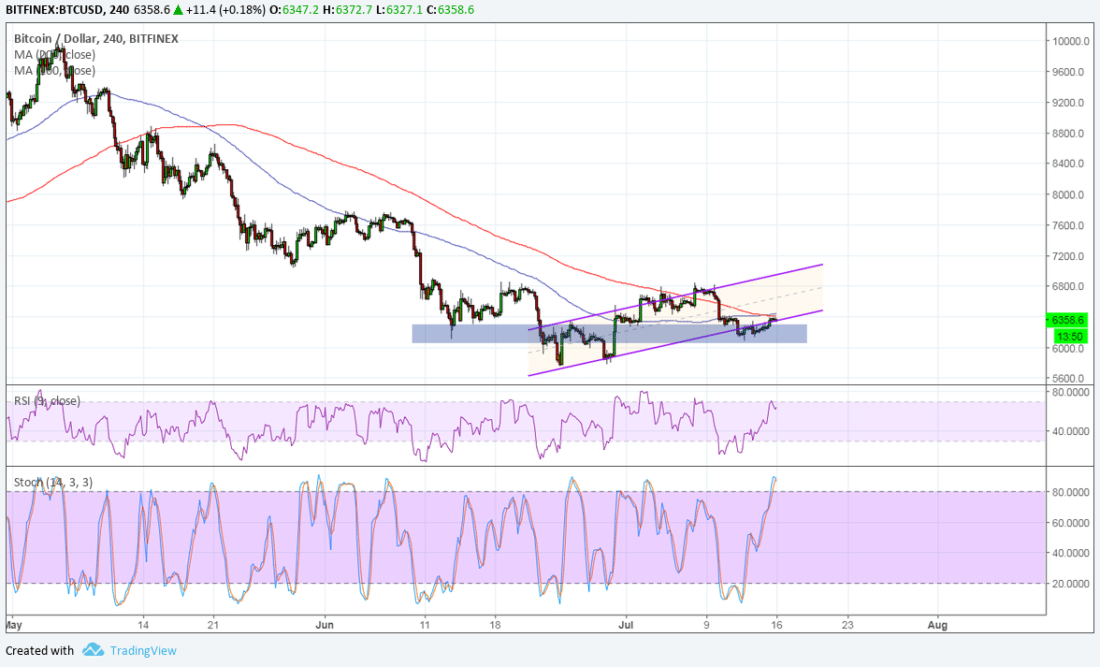 BITFINEX:BTCUSD, 240 6358.6 ▲ +11.4 (+0.18%) O:6347.2 H:6372.7 L:6327.1 C:6358.6
Bitcoin / Dollar, 240, BITFINEX
MA close)
MA close)
10000.0
9600.0
9200.0
8800.0
8400.0
8000.0
7600.0
7200.0
6800.0
6358.6
13:50
6000.0
5600.0
RSI (9, close)
80.0000
40.0000
Stoch (14, 3, 3)
80.0000
60.0000
40.0000
20.0000
May 14 21 Jun 11 18 Jul 9 16 23 Aug
Created with TradingView